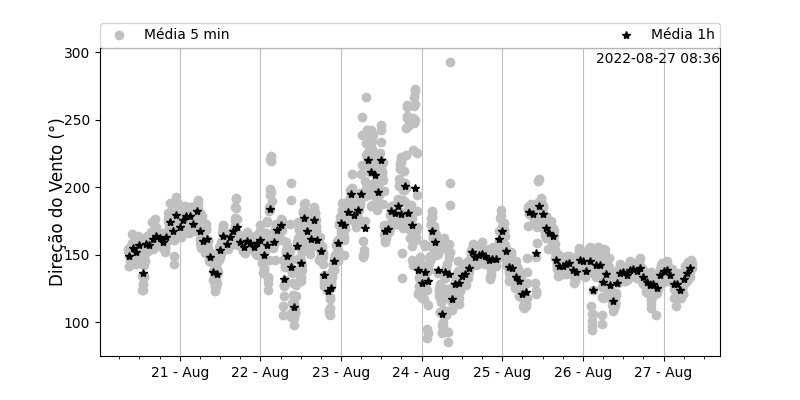 Média 5 min
Média 1h
2022-08-27 08:36
Direção do Vento (°)
300
250
200
150
100
21 - Aug
22 - Aug
23 - Aug
24 - Aug
25 - Aug
26 - Aug
27 - Aug